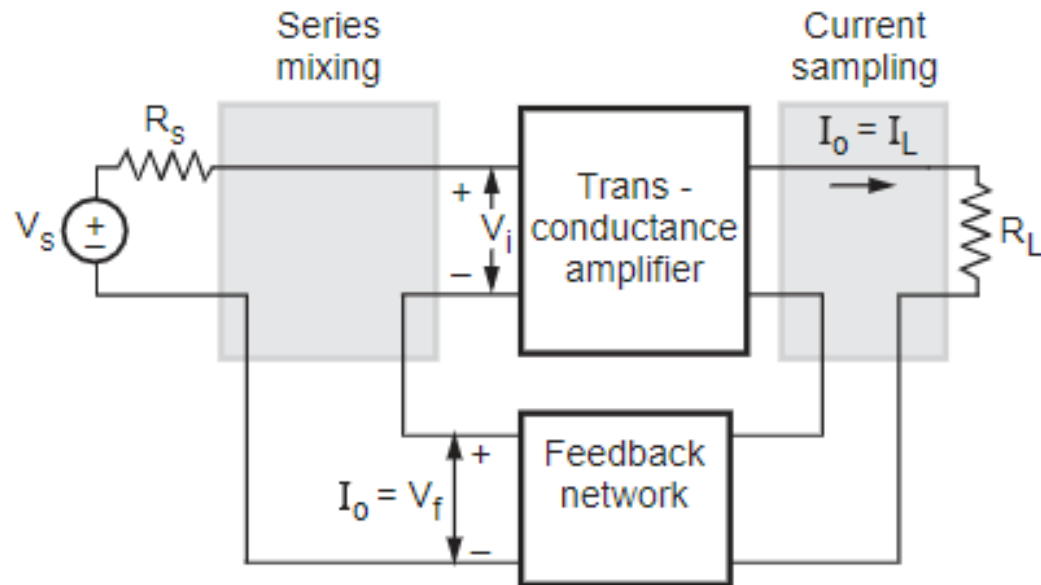 Series
mixing
Current
sampling
R_s
I_o = I_L
V_s
+
−
+
V_i
−
Trans -
conductance
amplifier
R_L
I_o = V_f
+
−
Feedback
network